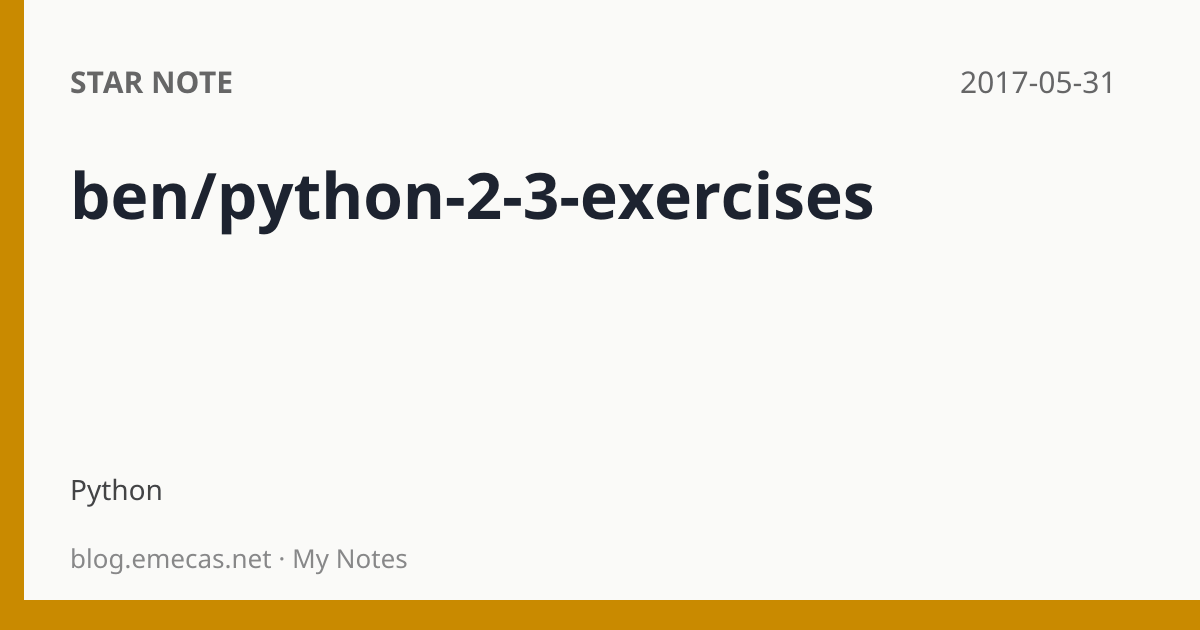 STAR NOTE
2017-05-31
ben/python-2-3-exercises
Python
blog.emecas.net · My Notes